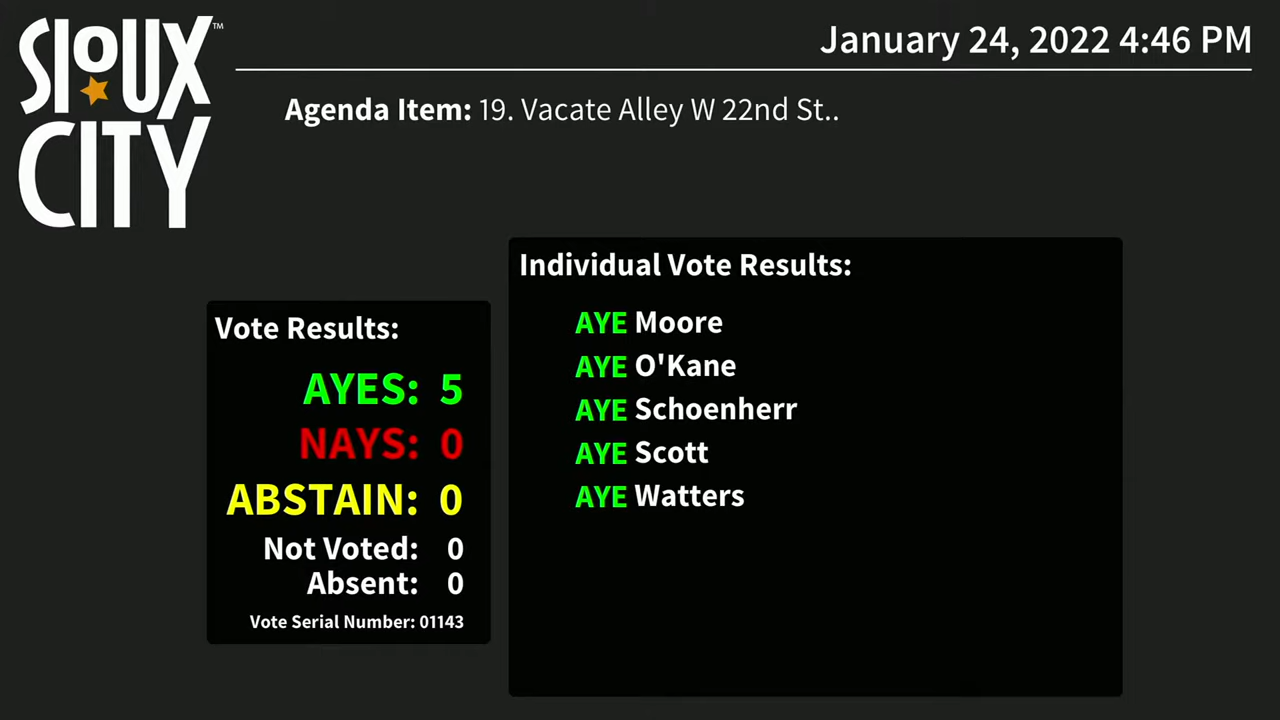 SIOUX
CITY
™
January 24, 2022 4:46 PM
Agenda Item: 19. Vacate Alley W 22nd St..
Vote Results:
AYES: 5
NAYS: 0
ABSTAIN: 0
Not Voted: 0
Absent: 0
Vote Serial Number: 01143
Individual Vote Results:
AYE Moore
AYE O'Kane
AYE Schoenherr
AYE Scott
AYE Watters